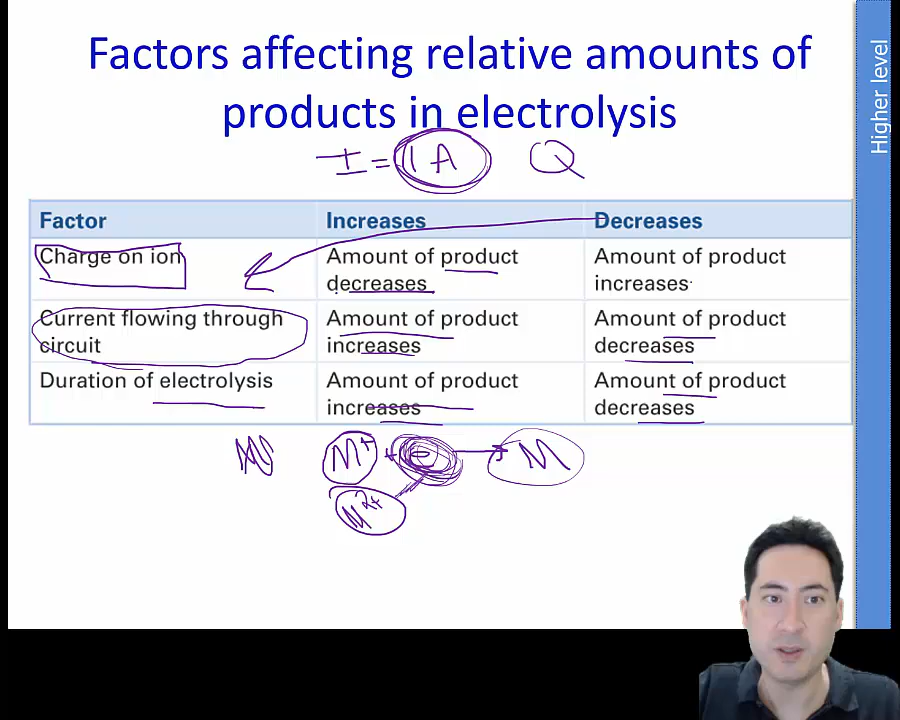 Factors affecting relative amounts of
products in electrolysis
Higher level
I = 1 A Q
Factor Increases Decreases
Charge on ion Amount of product decreases Amount of product increases
Current flowing through circuit Amount of product increases Amount of product decreases
Duration of electrolysis Amount of product increases Amount of product decreases
M+ + e → M
M2+